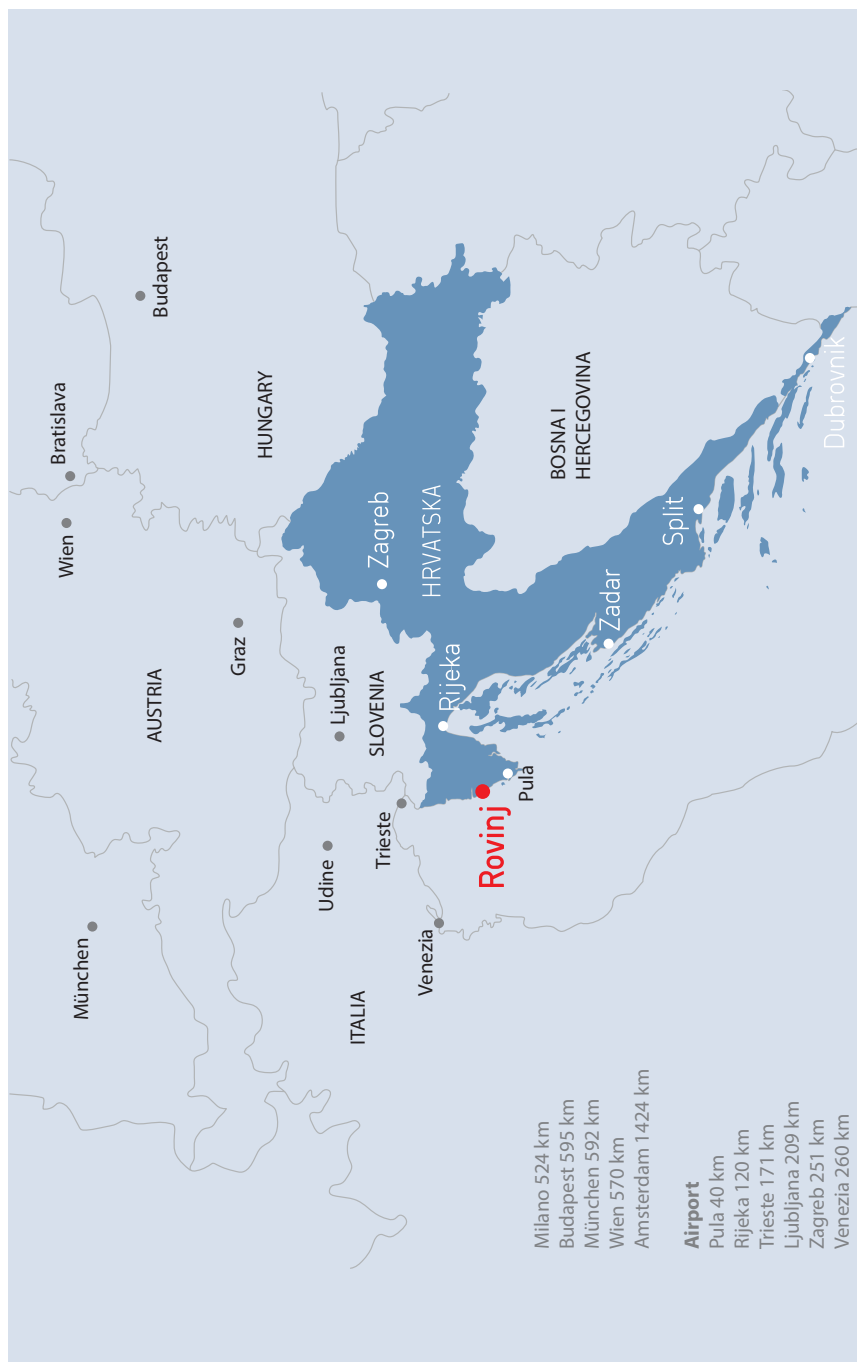 München
Wien
Bratislava
Budapest
AUSTRIA
Graz
HUNGARY
Udine
Ljubljana
ITALIA
SLOVENIA
Trieste
Zagreb
Venezia
HRVATSKA
Rijeka
Rovinj
Pula
BOSNA I
HERCEGOVINA
Zadar
Split
Dubrovnik
Milano 524 km
Budapest 595 km
München 592 km
Wien 570 km
Amsterdam 1424 km
Airport
Pula 40 km
Rijeka 120 km
Trieste 171 km
Ljubljana 209 km
Zagreb 251 km
Venezia 260 km